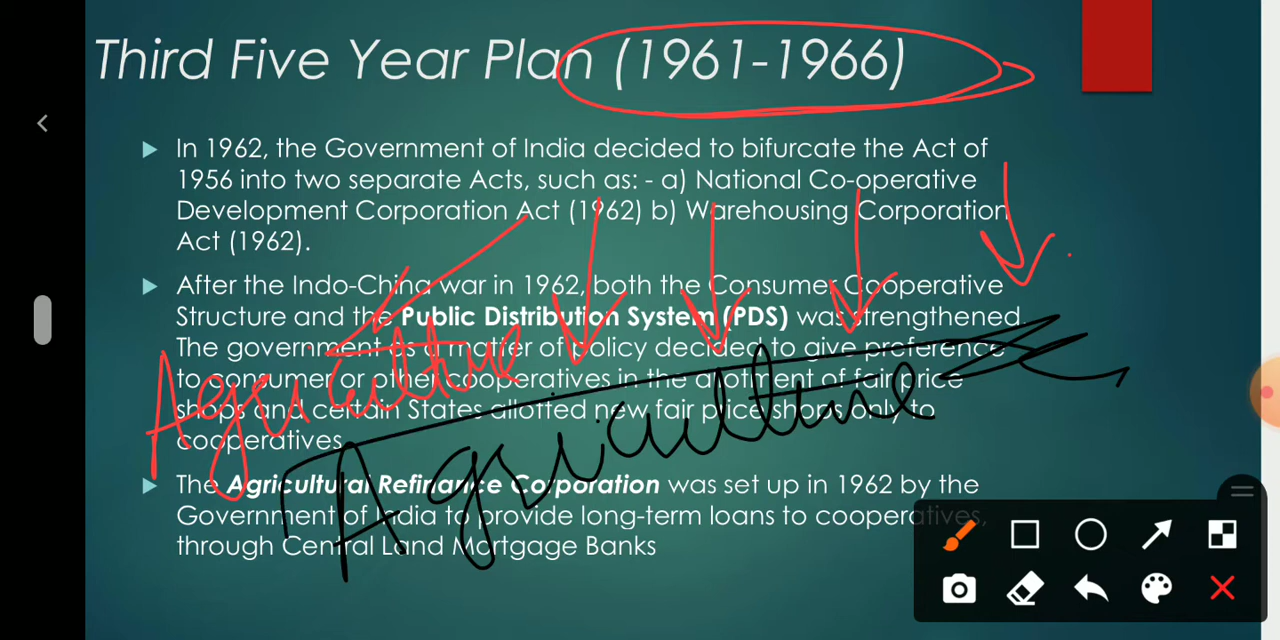 Third Five Year Plan (1961-1966)
In 1962, the Government of India decided to bifurcate the Act of
1956 into two separate Acts, such as: - a) National Co-operative
Development Corporation Act (1962) b) Warehousing Corporation
Act (1962).
After the Indo-China war in 1962, both the Consumer Cooperative
Structure and the Public Distribution System (PDS) was strengthened.
The government as a matter of policy decided to give preference
to consumer or other cooperatives in the allotment of fair price
shops and certain States allotted new fair price shops only to
cooperatives.
Agriculture
Agriculture
The Agricultural Refinance Corporation was set up in 1962 by the
Government of India to provide long-term loans to cooperatives,
through Central Land Mortgage Banks